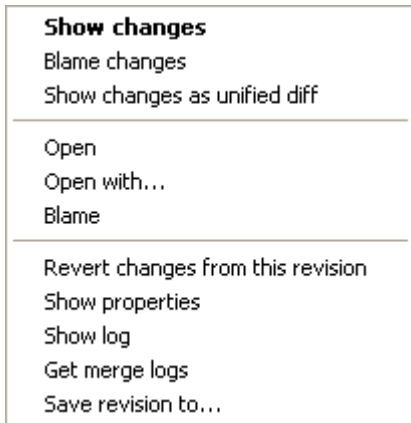 Show changes
Blame changes
Show changes as unified diff
Open
Open with...
Blame
Revert changes from this revision
Show properties
Show log
Get merge logs
Save revision to...